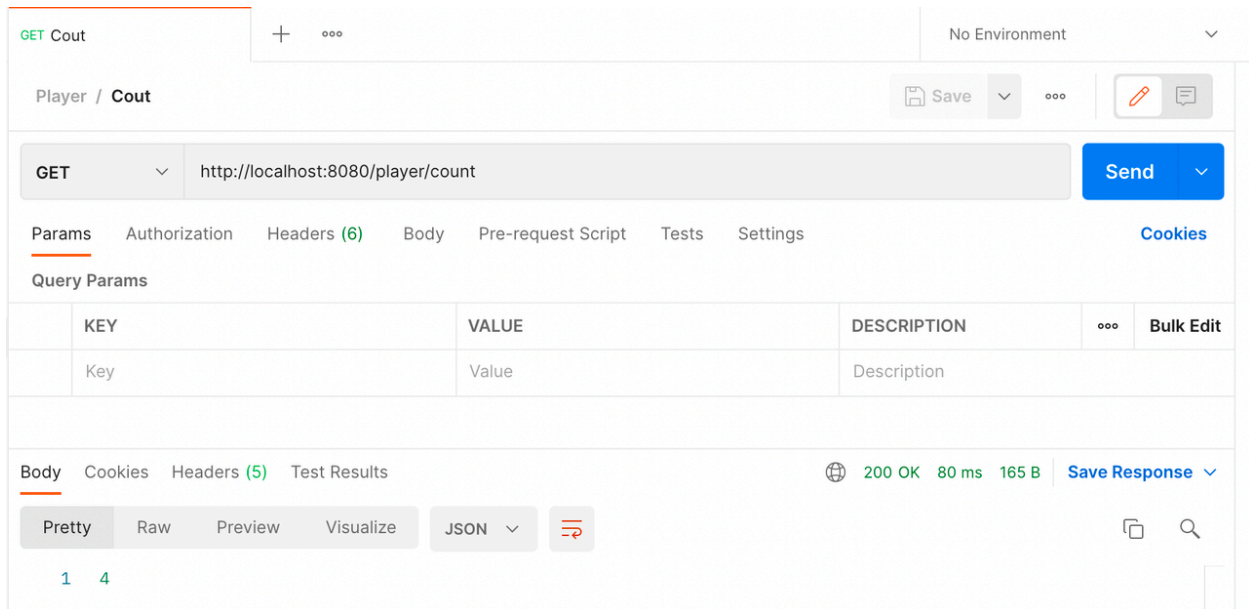 GET Cout
No Environment
Player / Cout
Save
GET http://localhost:8080/player/count Send
Params Authorization Headers (6) Body Pre-request Script Tests Settings Cookies
Query Params
KEY VALUE DESCRIPTION Bulk Edit
Key Value Description
Body Cookies Headers (5) Test Results 200 OK 80 ms 165 B Save Response
Pretty Raw Preview Visualize JSON
1 4